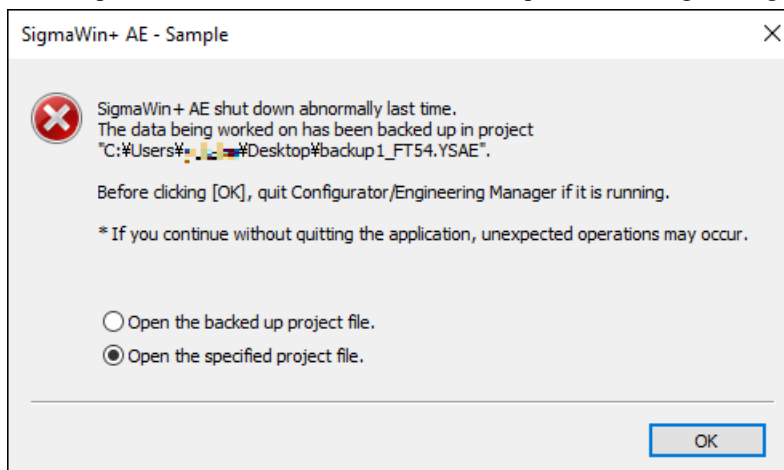 SigmaWin+ AE - Sample
SigmaWin+ AE shut down abnormally last time.
The data being worked on has been backed up in project
"C:¥Users¥ ¥Desktop¥backup1_FT54.YSAE".
Before clicking [OK], quit Configurator/Engineering Manager if it is running.
* If you continue without quitting the application, unexpected operations may occur.
Open the backed up project file.
Open the specified project file.
OK